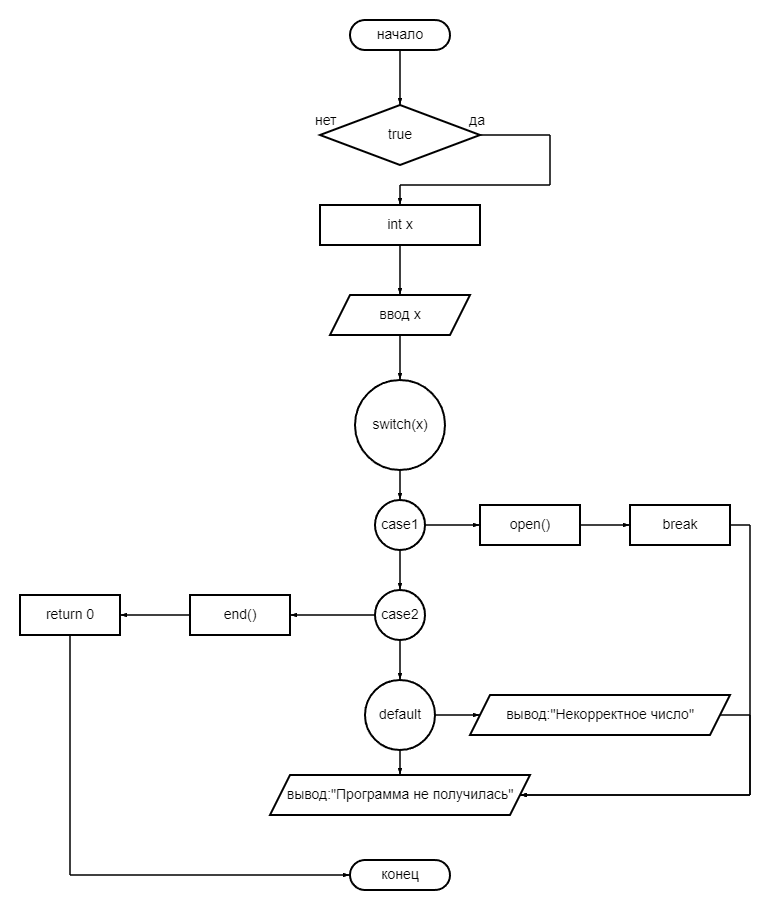 начало
нет
да
true
int x
ввод x
switch(x)
case1
open()
break
return 0
end()
case2
default
вывод:"Некорректное число"
вывод:"Программа не получилась"
конец